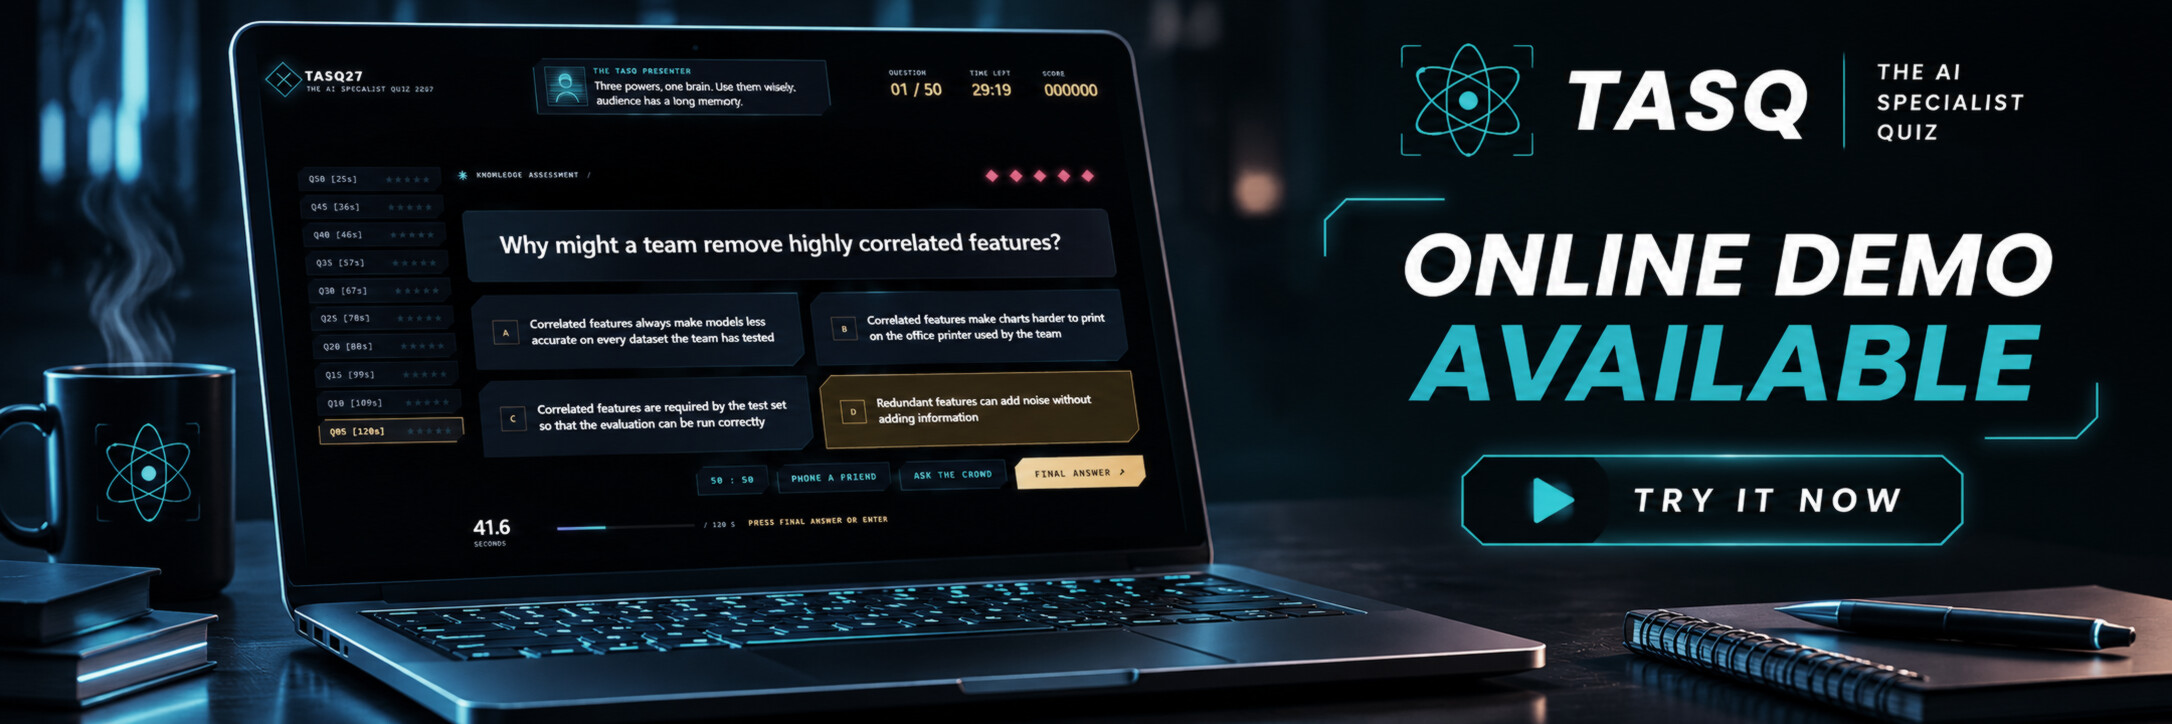 TASQ27
THE AI SPECALIST QUIZ 2207
THE TASQ PRESENTER
Three powers, one brain. Use them wisely,
audience has a long memory.
QUESTION
01 / 50
TIME LEFT
29:19
SCORE
000000
Q50 [25s]
Q45 [36s]
Q40 [46s]
Q35 [57s]
Q30 [67s]
Q25 [78s]
Q20 [88s]
Q15 [99s]
Q10 [109s]
Q05 [120s]
KNOWLEDGE ASSESSMENT /
Why might a team remove highly correlated features?
A
Correlated features always make models less
accurate on every dataset the team has tested
B
Correlated features make charts harder to print
on the office printer used by the team
C
Correlated features are required by the test set
so that the evaluation can be run correctly
D
Redundant features can add noise without
adding information
50 : 50
PHONE A FRIEND
ASK THE CROWD
FINAL ANSWER ↗
41.6
SECONDS
/ 120 S
PRESS FINAL ANSWER OR ENTER
TASQ
THE AI
SPECIALIST
QUIZ
ONLINE DEMO
AVAILABLE
TRY IT NOW